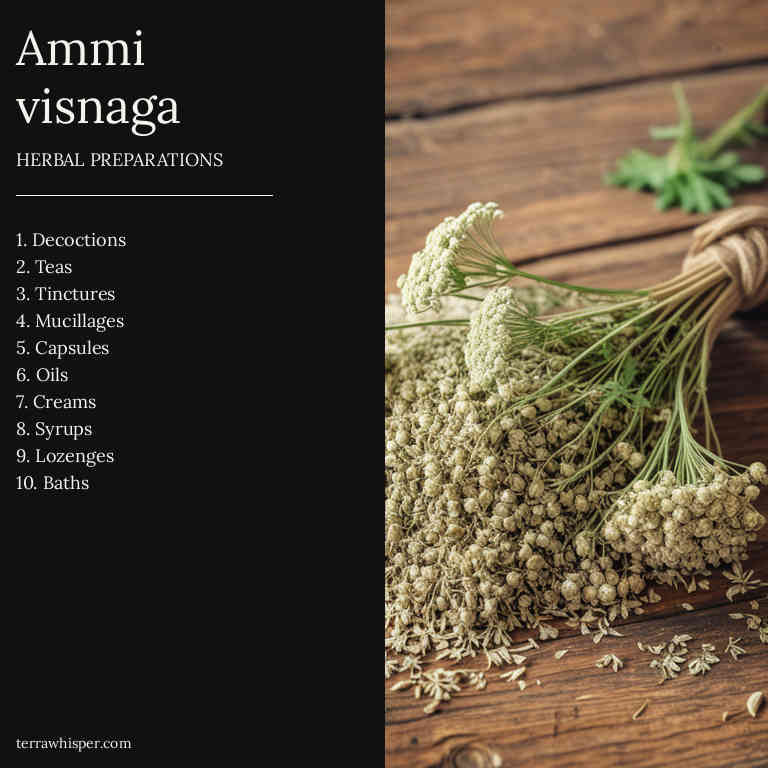 Ammi
visnaga
HERBAL PREPARATIONS
1. Decoctions
2. Teas
3. Tinctures
4. Mucillages
5. Capsules
6. Oils
7. Creams
8. Syrups
9. Lozenges
10. Baths
terrawhisper.com